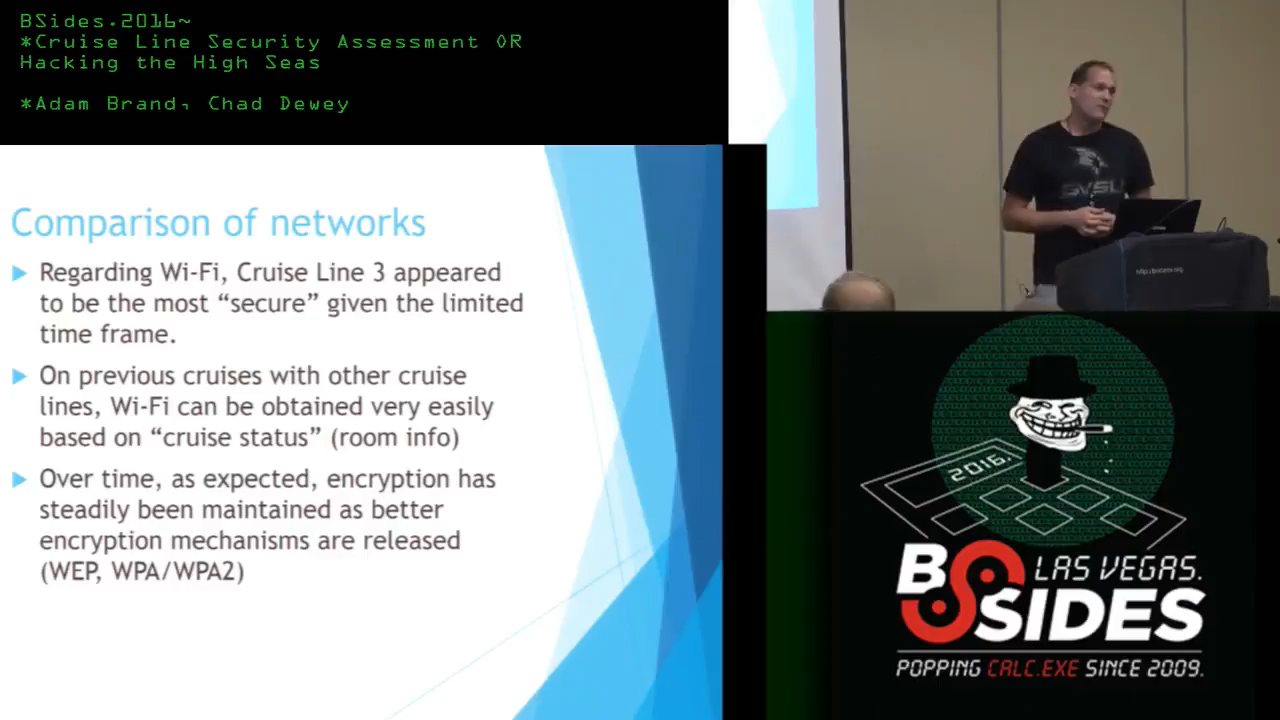 BSides.2016~
*Cruise Line Security Assessment OR
Hacking the High Seas
*Adam Brand, Chad Dewey
Comparison of networks
Regarding Wi-Fi, Cruise Line 3 appeared
to be the most “secure” given the limited
time frame.
On previous cruises with other cruise
lines, Wi-Fi can be obtained very easily
based on “cruise status” (room info)
Over time, as expected, encryption has
steadily been maintained as better
encryption mechanisms are released
(WEP, WPA/WPA2)
SVSU
2016.
BSIDES
LAS VEGAS.
POPPING CALC.EXE SINCE 2009.